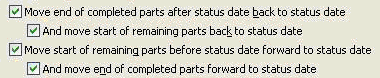 Move end of completed parts after status date back to status date
And move start of remaining parts back to status date
Move start of remaining parts before status date forward to status date
And move end of completed parts forward to status date